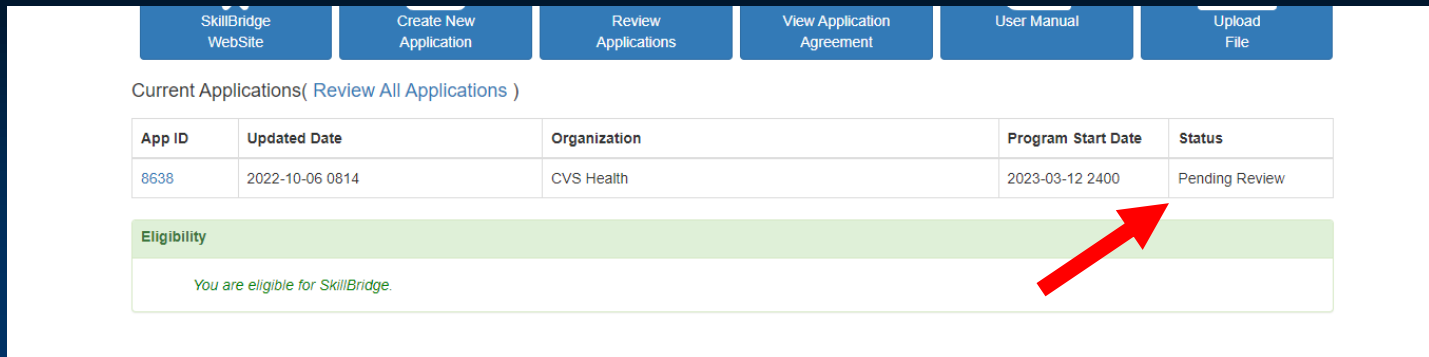 SkillBridge
WebSite
Create New
Application
Review
Applications
View Application
Agreement
User Manual
Upload
File
Current Applications( Review All Applications )
App ID Updated Date Organization Program Start Date Status
8638 2022-10-06 0814 CVS Health 2023-03-12 2400 Pending Review
Eligibility
You are eligible for SkillBridge.